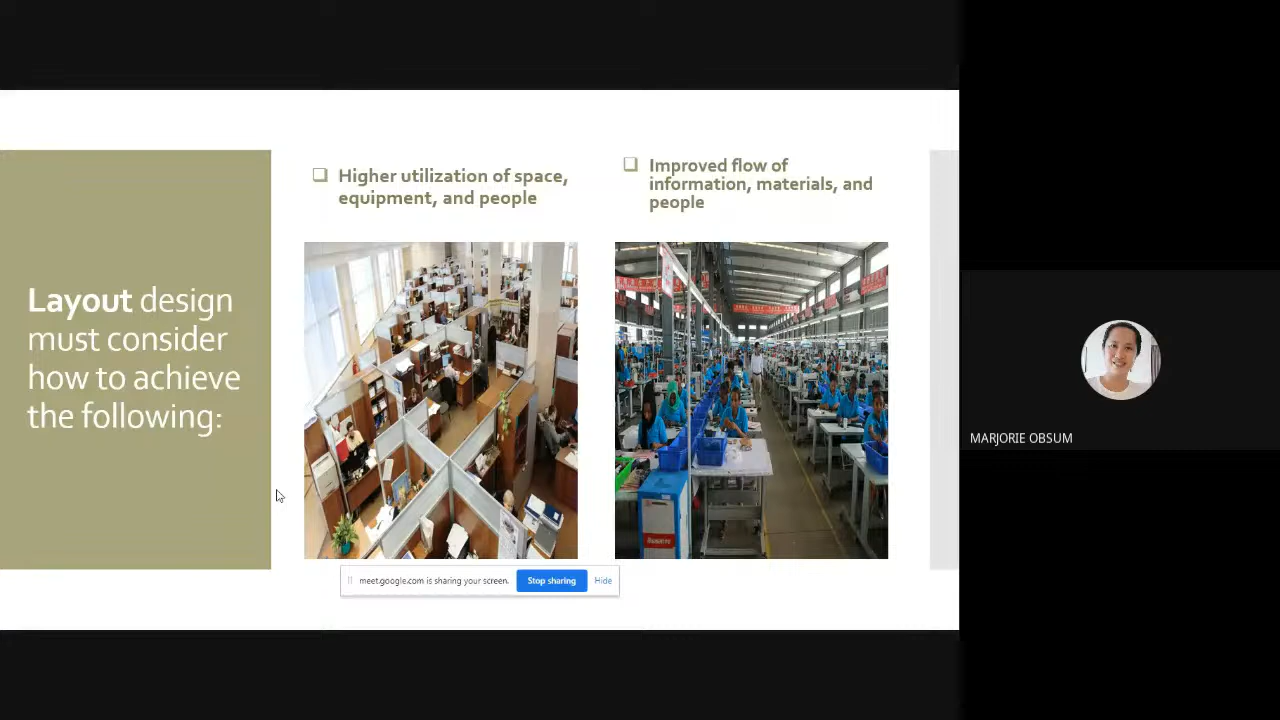 Layout design
must consider
how to achieve
the following:
Higher utilization of space,
equipment, and people
Improved flow of
information, materials, and
people
meet.google.com is sharing your screen.
Stop sharing
Hide
MARJORIE OBSUM